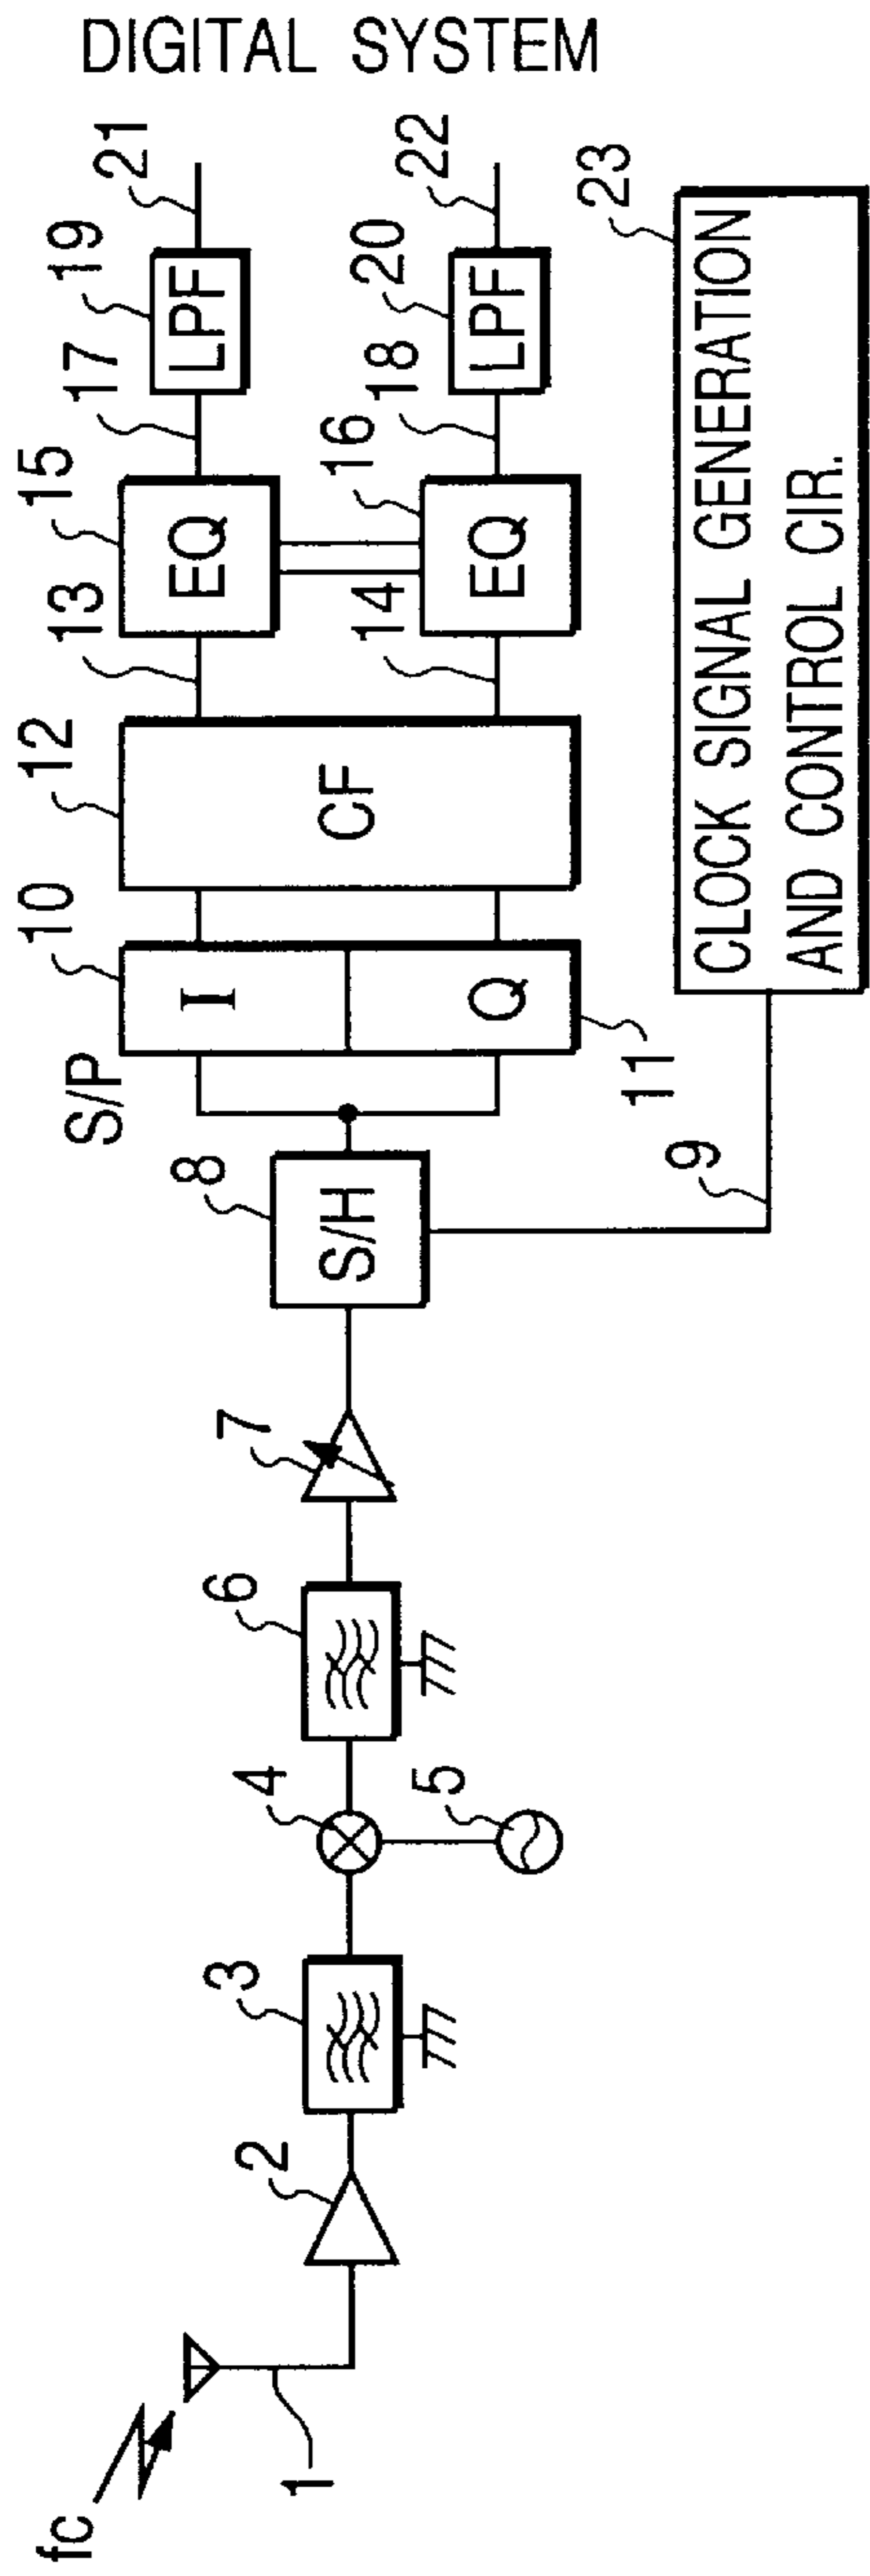 DIGITAL SYSTEM
fc
1
2
3
4
5
6
7
8
S/H
9
S/P
10
I
Q
11
12
CF
13
14
15
EQ
16
EQ
17
18
19
LPF
20
LPF
21
22
23
CLOCK SIGNAL GENERATION
AND CONTROL CIR.